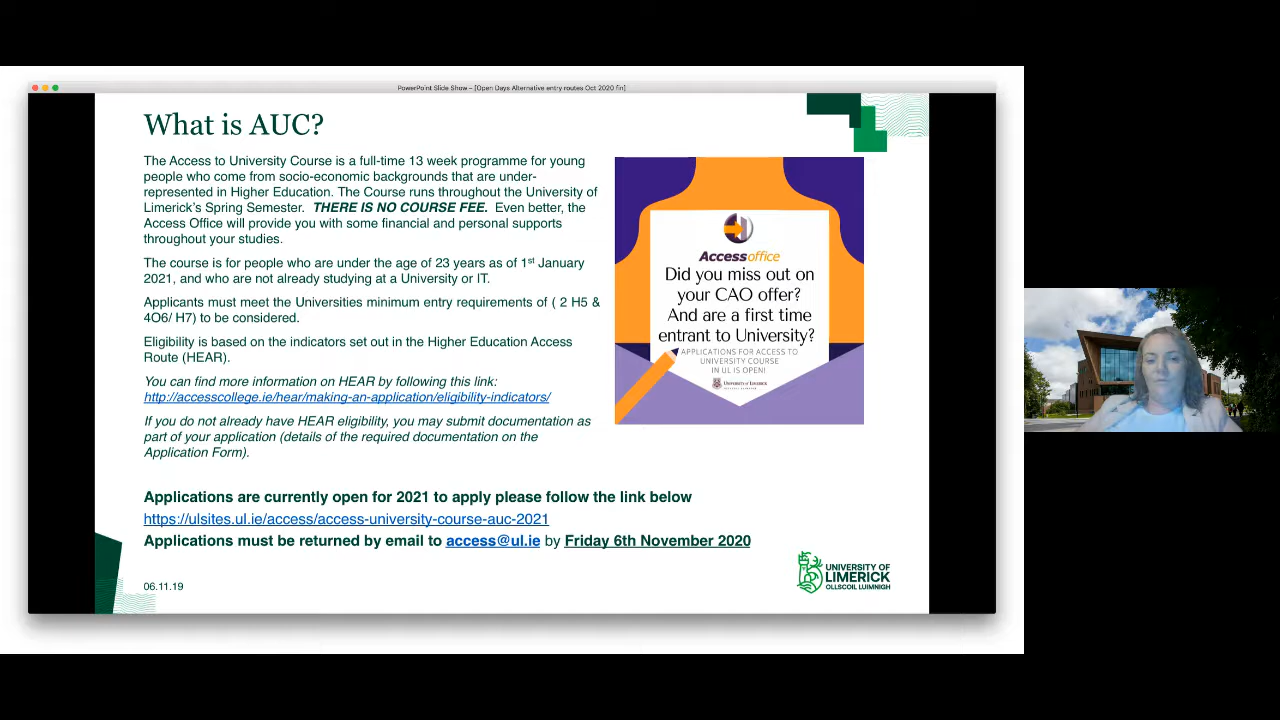 PowerPoint Slide Show – [Open Days Alternative entry routes Oct 2020 fin]
What is AUC?
The Access to University Course is a full-time 13 week programme for young
people who come from socio-economic backgrounds that are under-
represented in Higher Education. The Course runs throughout the University of
Limerick's Spring Semester. THERE IS NO COURSE FEE. Even better, the
Access Office will provide you with some financial and personal supports
throughout your studies.
The course is for people who are under the age of 23 years as of 1st January
2021, and who are not already studying at a University or IT.
Applicants must meet the Universities minimum entry requirements of ( 2 H5 &
4O6/ H7) to be considered.
Eligibility is based on the indicators set out in the Higher Education Access
Route (HEAR).
You can find more information on HEAR by following this link:
http://accesscollege.ie/hear/making-an-application/eligibility-indicators/
If you do not already have HEAR eligibility, you may submit documentation as
part of your application (details of the required documentation on the
Application Form).
Accessoffice
Did you miss out on
your CAO offer?
And are a first time
entrant to University?
APPLICATIONS FOR ACCESS TO
UNIVERSITY COURSE
IN UL IS OPEN!
UNIVERSITY OF LIMERICK
Applications are currently open for 2021 to apply please follow the link below
https://ulsites.ul.ie/access/access-university-course-auc-2021
Applications must be returned by email to access@ul.ie by Friday 6th November 2020
06.11.19
UNIVERSITY OF
LIMERICK
OLLSCOIL LUIMNIGH